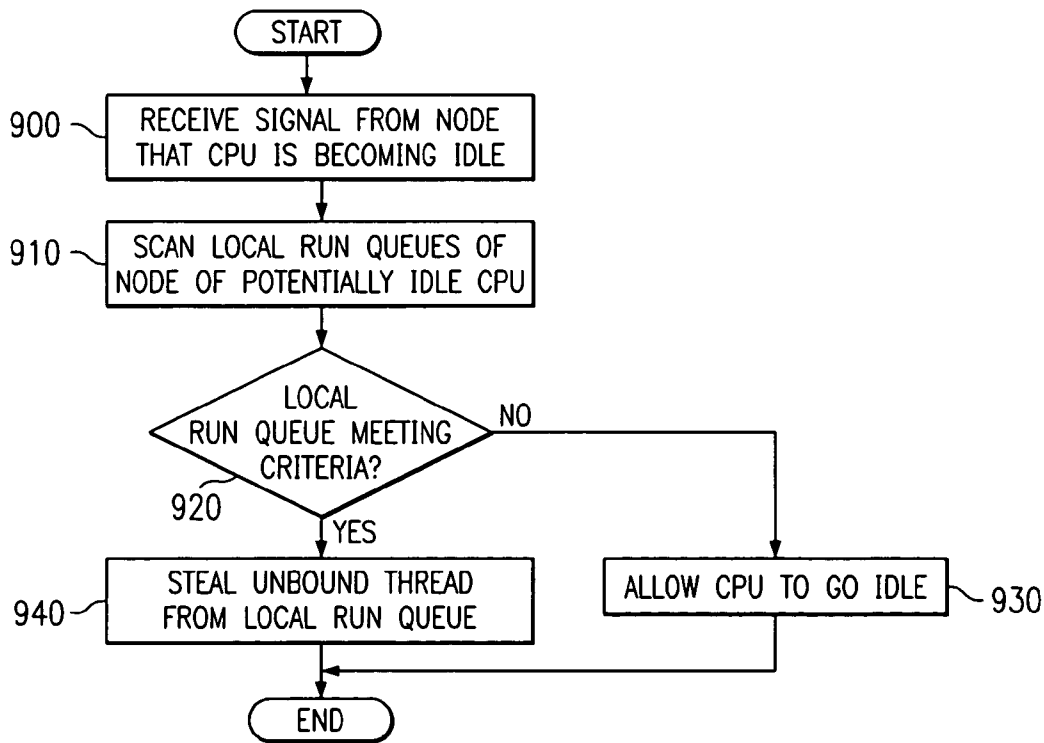 START
900
RECEIVE SIGNAL FROM NODE
THAT CPU IS BECOMING IDLE
910
SCAN LOCAL RUN QUEUES OF
NODE OF POTENTIALLY IDLE CPU
LOCAL
RUN QUEUE MEETING
CRITERIA?
NO
920
YES
940
STEAL UNBOUND THREAD
FROM LOCAL RUN QUEUE
ALLOW CPU TO GO IDLE
930
END